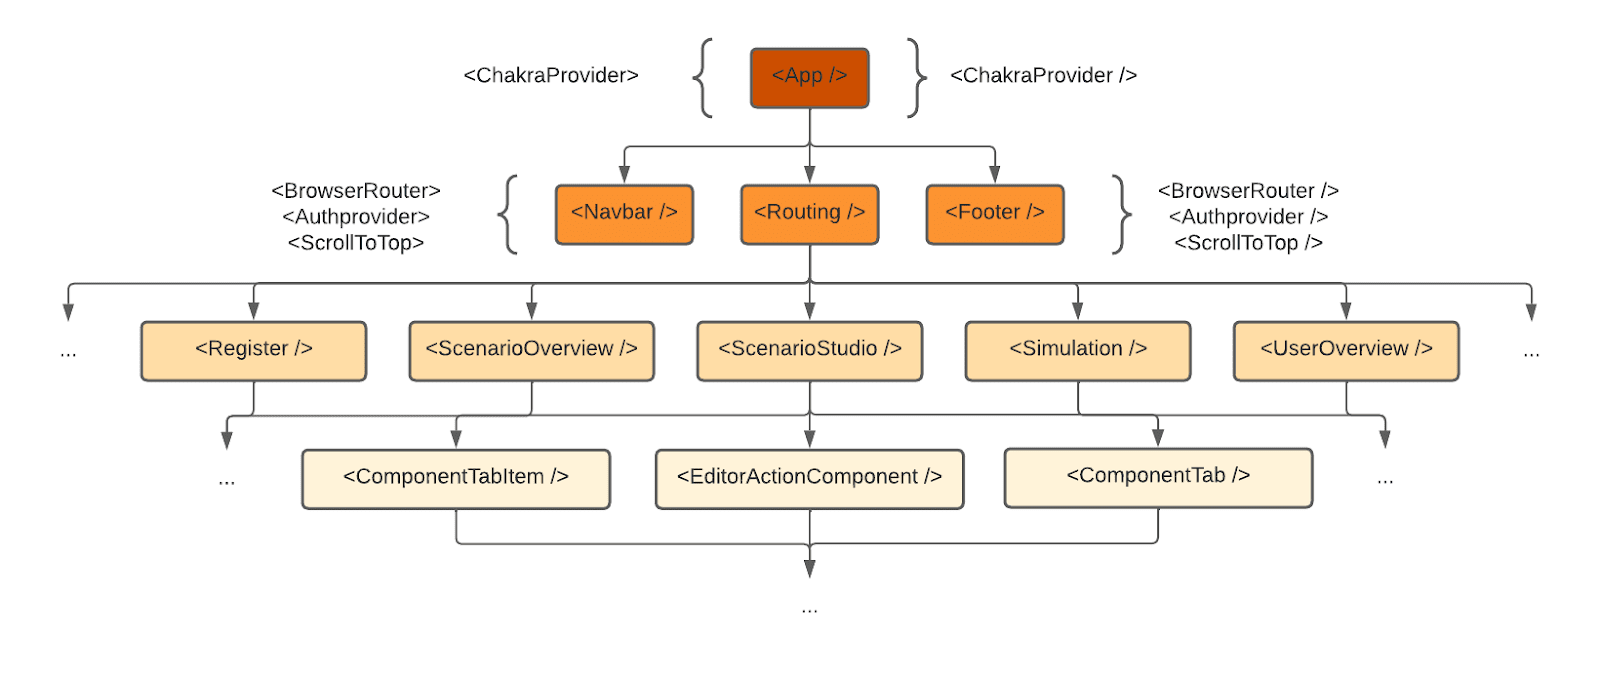 <ChakraProvider>
<App />
<ChakraProvider />
<BrowserRouter>
<Authprovider>
<ScrollToTop>
<Navbar />
<Routing />
<Footer />
<BrowserRouter />
<Authprovider />
<ScrollToTop />
...
<Register />
<ScenarioOverview />
<ScenarioStudio />
<Simulation />
<UserOverview />
...
...
<ComponentTabItem />
<EditorActionComponent />
<ComponentTab />
...
...